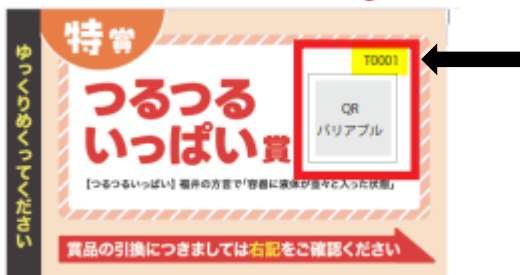 ゆっくりめくってください
特賞
T0001
QR
バリアブル
つるつる
いっぱい賞
【つるつるいっぱい】福井の方言で「容器に液体が並々と入った状態」
賞品の引換につきましては右記をご確認ください